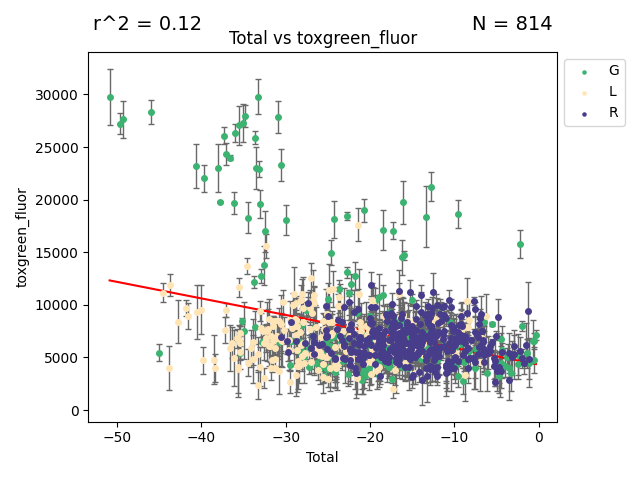 r^2 = 0.12
N = 814
Total vs toxgreen_fluor
G
L
R
30000
25000
20000
15000
10000
5000
0
toxgreen_fluor
−50
−40
−30
−20
−10
0
Total